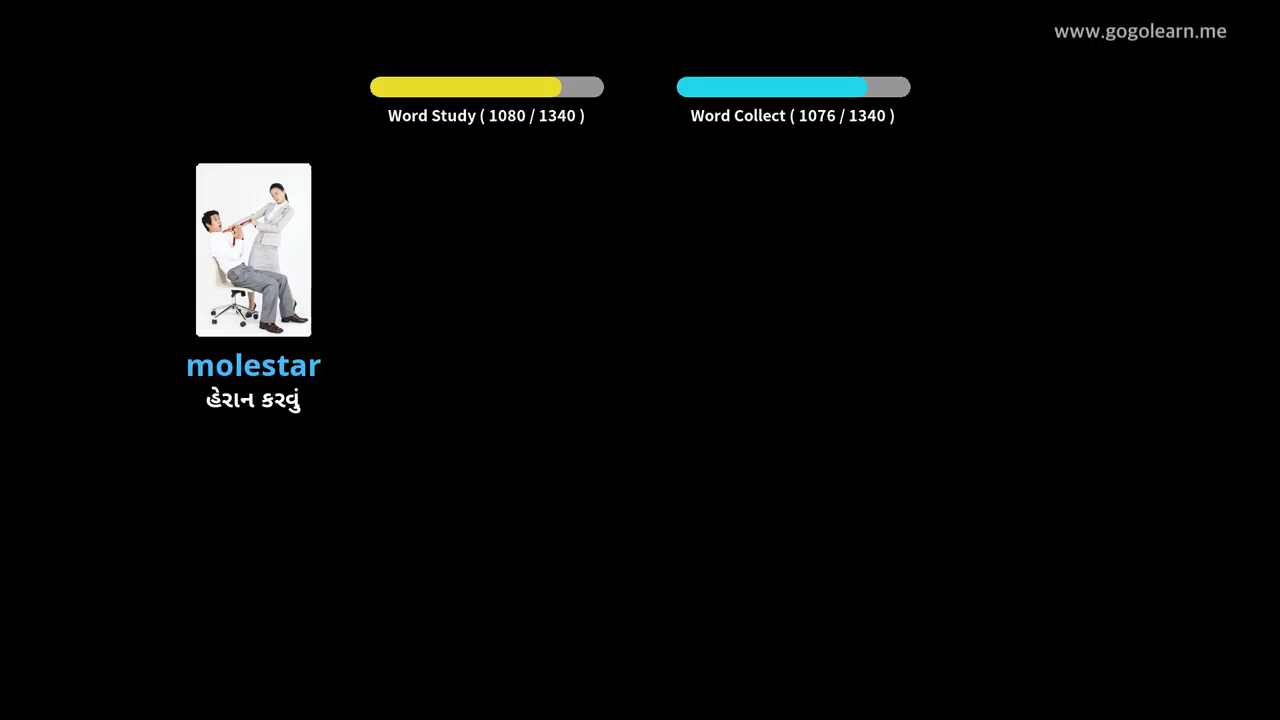 www.gogolearn.me
Word Study ( 1080 / 1340 )
Word Collect ( 1076 / 1340 )
molestar
હેરાન કરવું